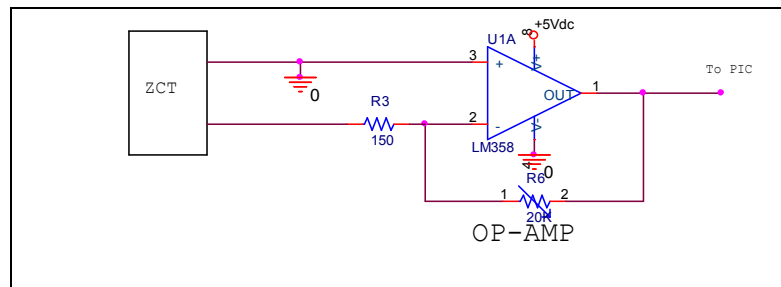 +5Vdc
U1A
8
V+
3
+
ZCT
0
R3
150
2
-
LM358
OUT
1
To PIC
V-
4
0
R6
1
2
20K
OP-AMP